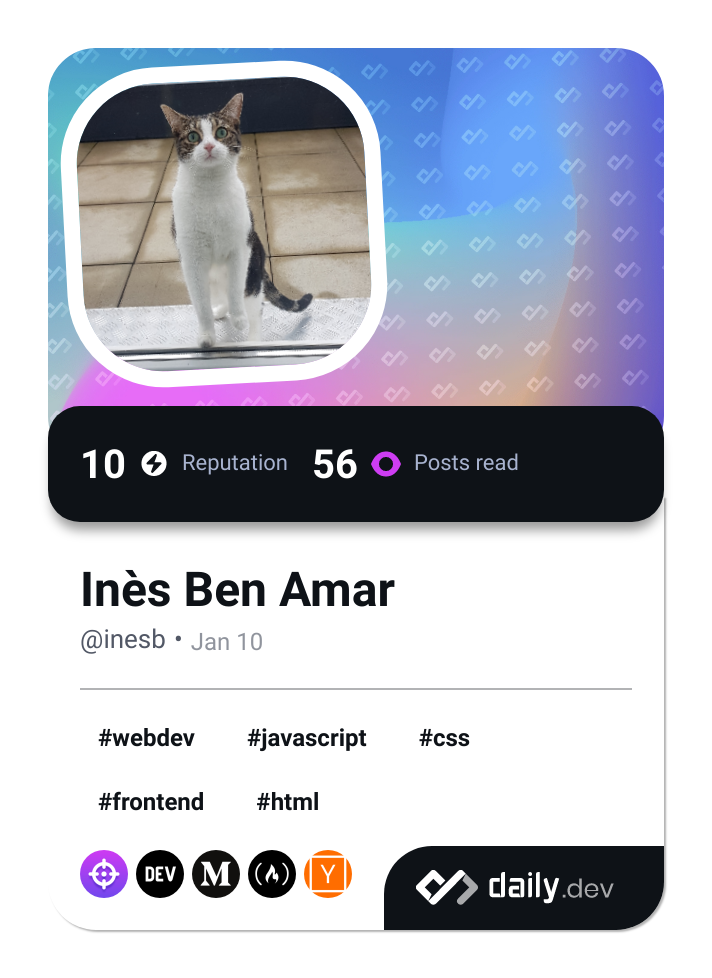 10 Reputation 56 Posts read
Inès Ben Amar
@inesb • Jan 10
#webdev #javascript #css
#frontend #html
DEV M Y
daily.dev